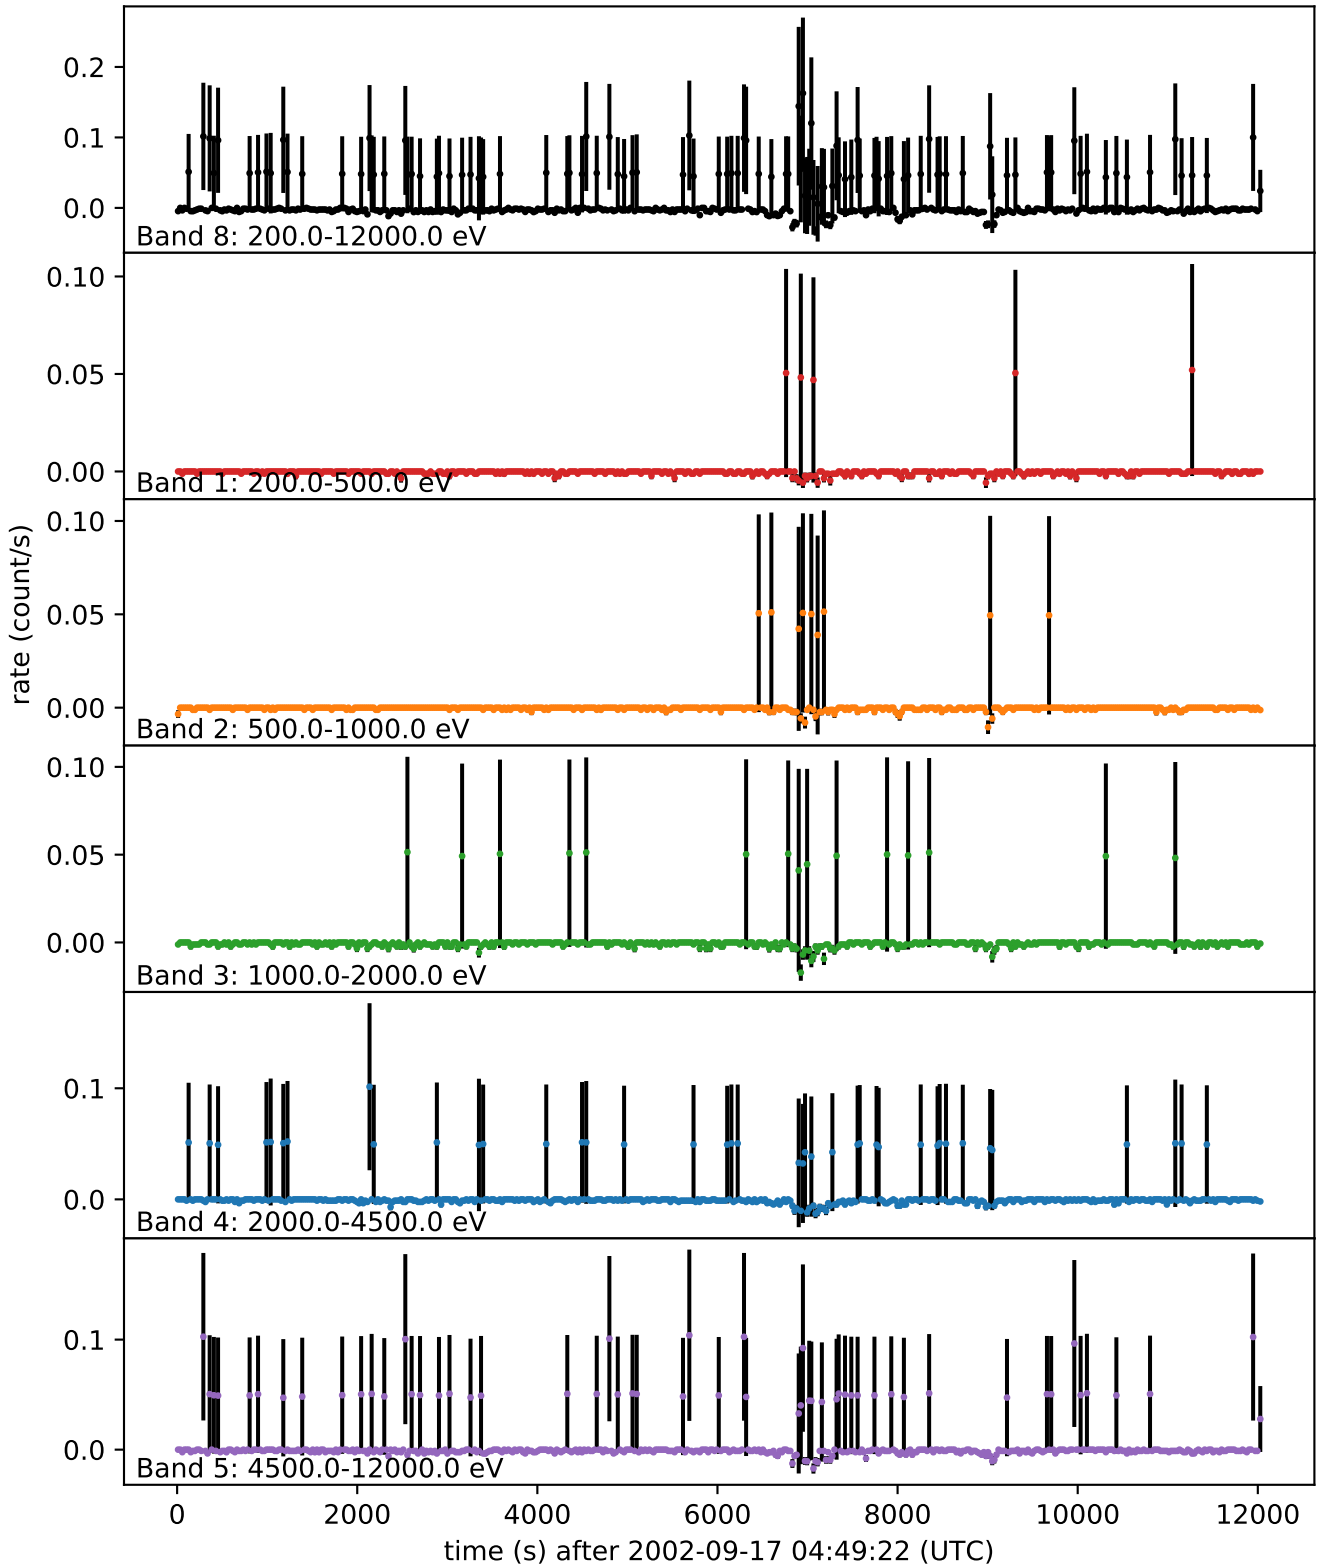 0.2
0.1
0.0
Band 8: 200.0-12000.0 eV
0.10
0.05
0.00
Band 1: 200.0-500.0 eV
0.10
0.05
0.00
Band 2: 500.0-1000.0 eV
rate (count/s)
0.10
0.05
0.00
Band 3: 1000.0-2000.0 eV
0.1
0.0
Band 4: 2000.0-4500.0 eV
0.1
0.0
Band 5: 4500.0-12000.0 eV
0 2000 4000 6000 8000 10000 12000
time (s) after 2002-09-17 04:49:22 (UTC)